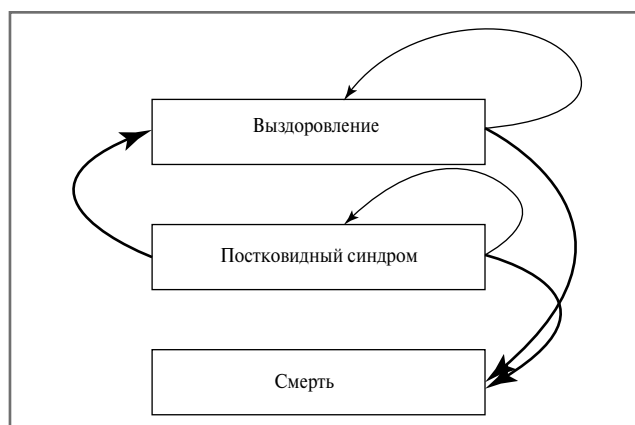 Выздоровление
Постковидный синдром
Смерть